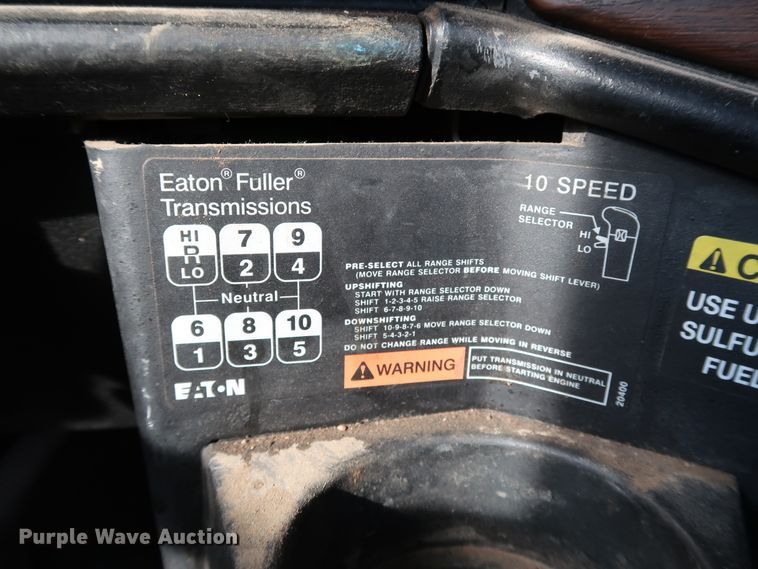 Eaton® Fuller®
Transmissions
10 SPEED
RANGE
SELECTOR
HI
LO
HI
R
LO
7
2
9
4
Neutral
6
1
8
3
10
5
EATON
PRE-SELECT ALL RANGE SHIFTS
(MOVE RANGE SELECTOR BEFORE MOVING SHIFT LEVER)
UPSHIFTING
START WITH RANGE SELECTOR DOWN
SHIFT 1-2-3-4-5 RAISE RANGE SELECTOR
SHIFT 6-7-8-9-10
DOWNSHIFTING
SHIFT 10-9-8-7-6 MOVE RANGE SELECTOR DOWN
SHIFT 5-4-3-2-1
DO NOT CHANGE RANGE WHILE MOVING IN REVERSE
WARNING
PUT TRANSMISSION IN NEUTRAL
BEFORE STARTING ENGINE
20400
C
USE U
SULFU
FUEL
Purple Wave Auction